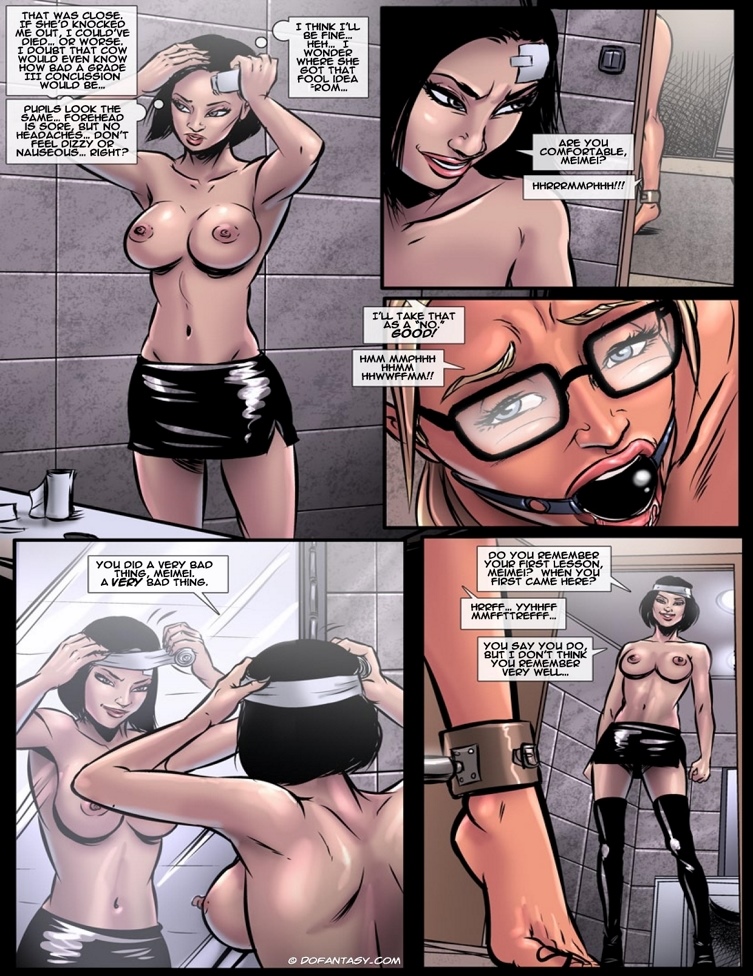 THAT WAS CLOSE.
IF SHE'D KNOCKED
ME OUT, I COULD'VE
DIED... OR WORSE.
I DOUBT THAT COW
WOULD EVEN KNOW
HOW BAD A GRADE
III CONCUSSION
WOULD BE...
I THINK I'LL
BE FINE...
HEH... I
WONDER
WHERE SHE
GOT THAT
FOOL IDEA
"ROM...
PUPILS LOOK THE
SAME... FOREHEAD
IS SORE, BUT NO
HEADACHES... DON'T
FEEL DIZZY OR
NAUSEOUS... RIGHT?
ARE YOU
COMFORTABLE,
MEIMEI?
HHRRRMMPHHH!!!
I'LL TAKE THAT
AS A "NO."
GOOD!
HMM MMPHHH
HHMM
HHWWFFMM!!
YOU DID A VERY BAD
THING, MEIMEI.
A VERY BAD THING.
DO YOU REMEMBER
YOUR FIRST LESSON,
MEIMEI? WHEN YOU
FIRST CAME HERE?
HRRFF... YYHHFF
MMFFTTREFFF...
YOU SAY YOU DO,
BUT I DON'T THINK
YOU REMEMBER
VERY WELL...
© DOFANTASY.COM